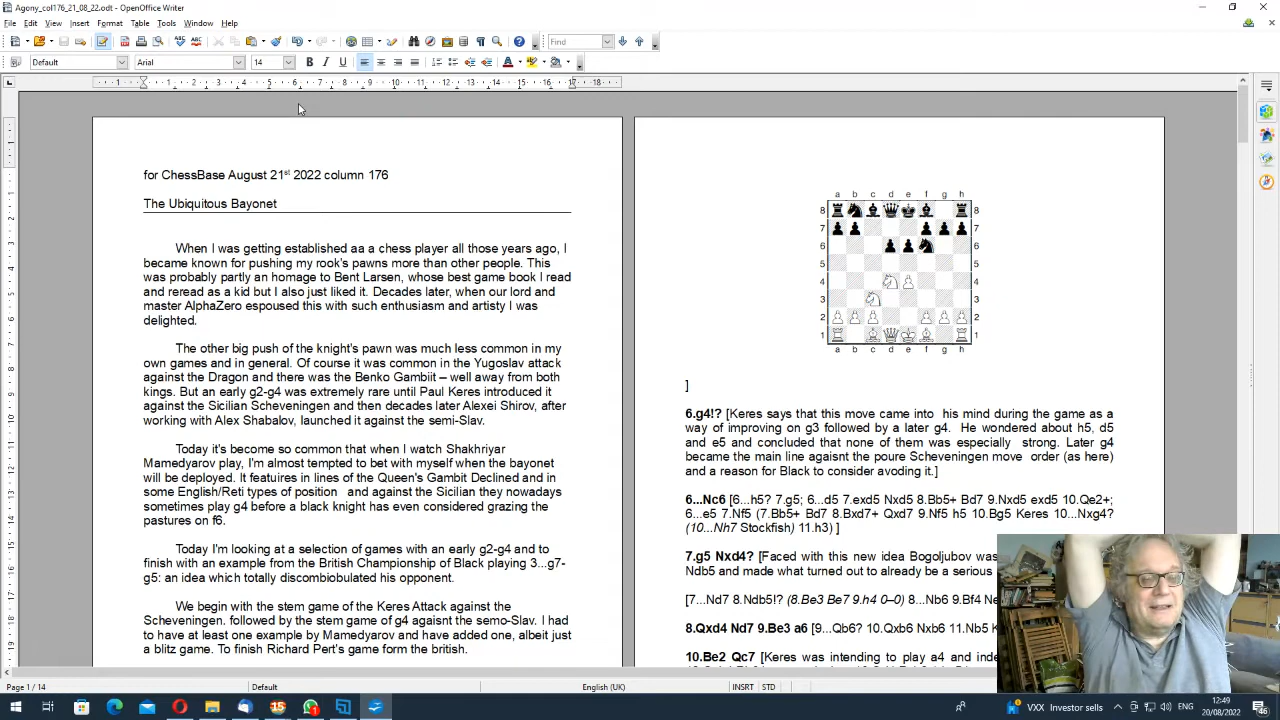 Agony_col176_21_08_22.odt - OpenOffice Writer
File Edit View Insert Format Table Tools Window Help
Find
Default Arial 14
for ChessBase August 21st 2022 column 176
The Ubiquitous Bayonet
When I was getting established aa a chess player all those years ago, I
became known for pushing my rook's pawns more than other people. This
was probably partly an homage to Bent Larsen, whose best game book I read
and reread as a kid but I also just liked it. Decades later, when our lord and
master AlphaZero espoused this with such enthusiasm and artisty I was
delighted.
The other big push of the knight's pawn was much less common in my
own games and in general. Of course it was common in the Yugoslav attack
against the Dragon and there was the Benko Gambiit – well away from both
kings. But an early g2-g4 was extremely rare until Paul Keres introduced it
against the Sicilian Scheveningen and then decades later Alexei Shirov, after
working with Alex Shabalov, launched it against the semi-Slav.
Today it's become so common that when I watch Shakhriyar
Mamedyarov play, I'm almost tempted to bet with myself when the bayonet
will be deployed. It features in lines of the Queen's Gambit Declined and in
some English/Reti types of position and against the Sicilian they nowadays
sometimes play g4 before a black knight has even considered grazing the
pastures on f6.
Today I'm looking at a selection of games with an early g2-g4 and to
finish with an example from the British Championship of Black playing 3...g7-
g5: an idea which totally discombiobulated his opponent.
We begin with the stem game of the Keres Attack against the
Scheveningen. followed by the stem game of g4 agaisnt the semo-Slav. I had
to have at least one example by Mamedyarov and have added one, albeit just
a blitz game. To finish Richard Pert's game form the british.
a b c d e f g h
8 8
7 7
6 6
5 5
4 4
3 3
2 2
1 1
a b c d e f g h
]
6.g4!? [Keres says that this move came into his mind during the game as a
way of improving on g3 followed by a later g4. He wondered about h5, d5
and e5 and concluded that none of them was especially strong. Later g4
became the main line agaisnt the poure Scheveningen move order (as here)
and a reason for Black to consider avoding it.]
6...Nc6 [6...h5? 7.g5; 6...d5 7.exd5 Nxd5 8.Bb5+ Bd7 9.Nxd5 exd5 10.Qe2+;
6...e5 7.Nf5 (7.Bb5+ Bd7 8.Bxd7+ Qxd7 9.Nf5 h5 10.Bg5 Keres 10...Nxg4?
(10...Nh7 Stockfish) 11.h3) ]
7.g5 Nxd4? [Faced with this new idea Bogoljubov was
Ndb5 and made what turned out to already be a serious
[7...Nd7 8.Ndb5!? (8.Be3 Be7 9.h4 0–0) 8...Nb6 9.Bf4 Ne
8.Qxd4 Nd7 9.Be3 a6 [9...Qb6? 10.Qxb6 Nxb6 11.Nb5 K
10.Be2 Qc7 [Keres was intending to play a4 and inde
Page 1 / 14 Default English (UK) INSRT STD
VXX Investor sells ENG 12:49
20/08/2022